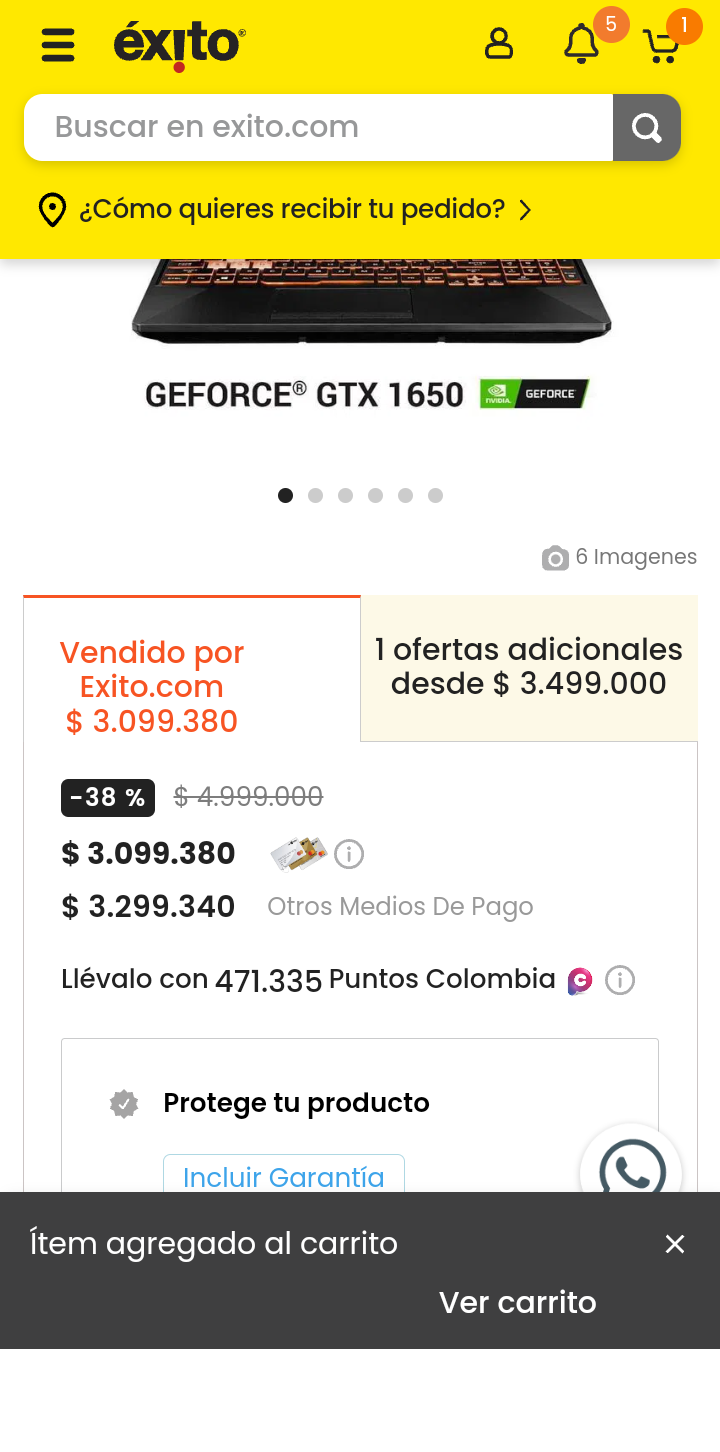 éxito®
5
1
Buscar en exito.com
¿Cómo quieres recibir tu pedido?
GEFORCE® GTX 1650
NVIDIA.
GEFORCE
6 Imagenes
Vendido por
Exito.com
$ 3.099.380
1 ofertas adicionales
desde $ 3.499.000
-38 %
$ 4.999.000
$ 3.099.380
$ 3.299.340
Otros Medios De Pago
Llévalo con 471.335 Puntos Colombia
Protege tu producto
Incluir Garantía
Ítem agregado al carrito
Ver carrito